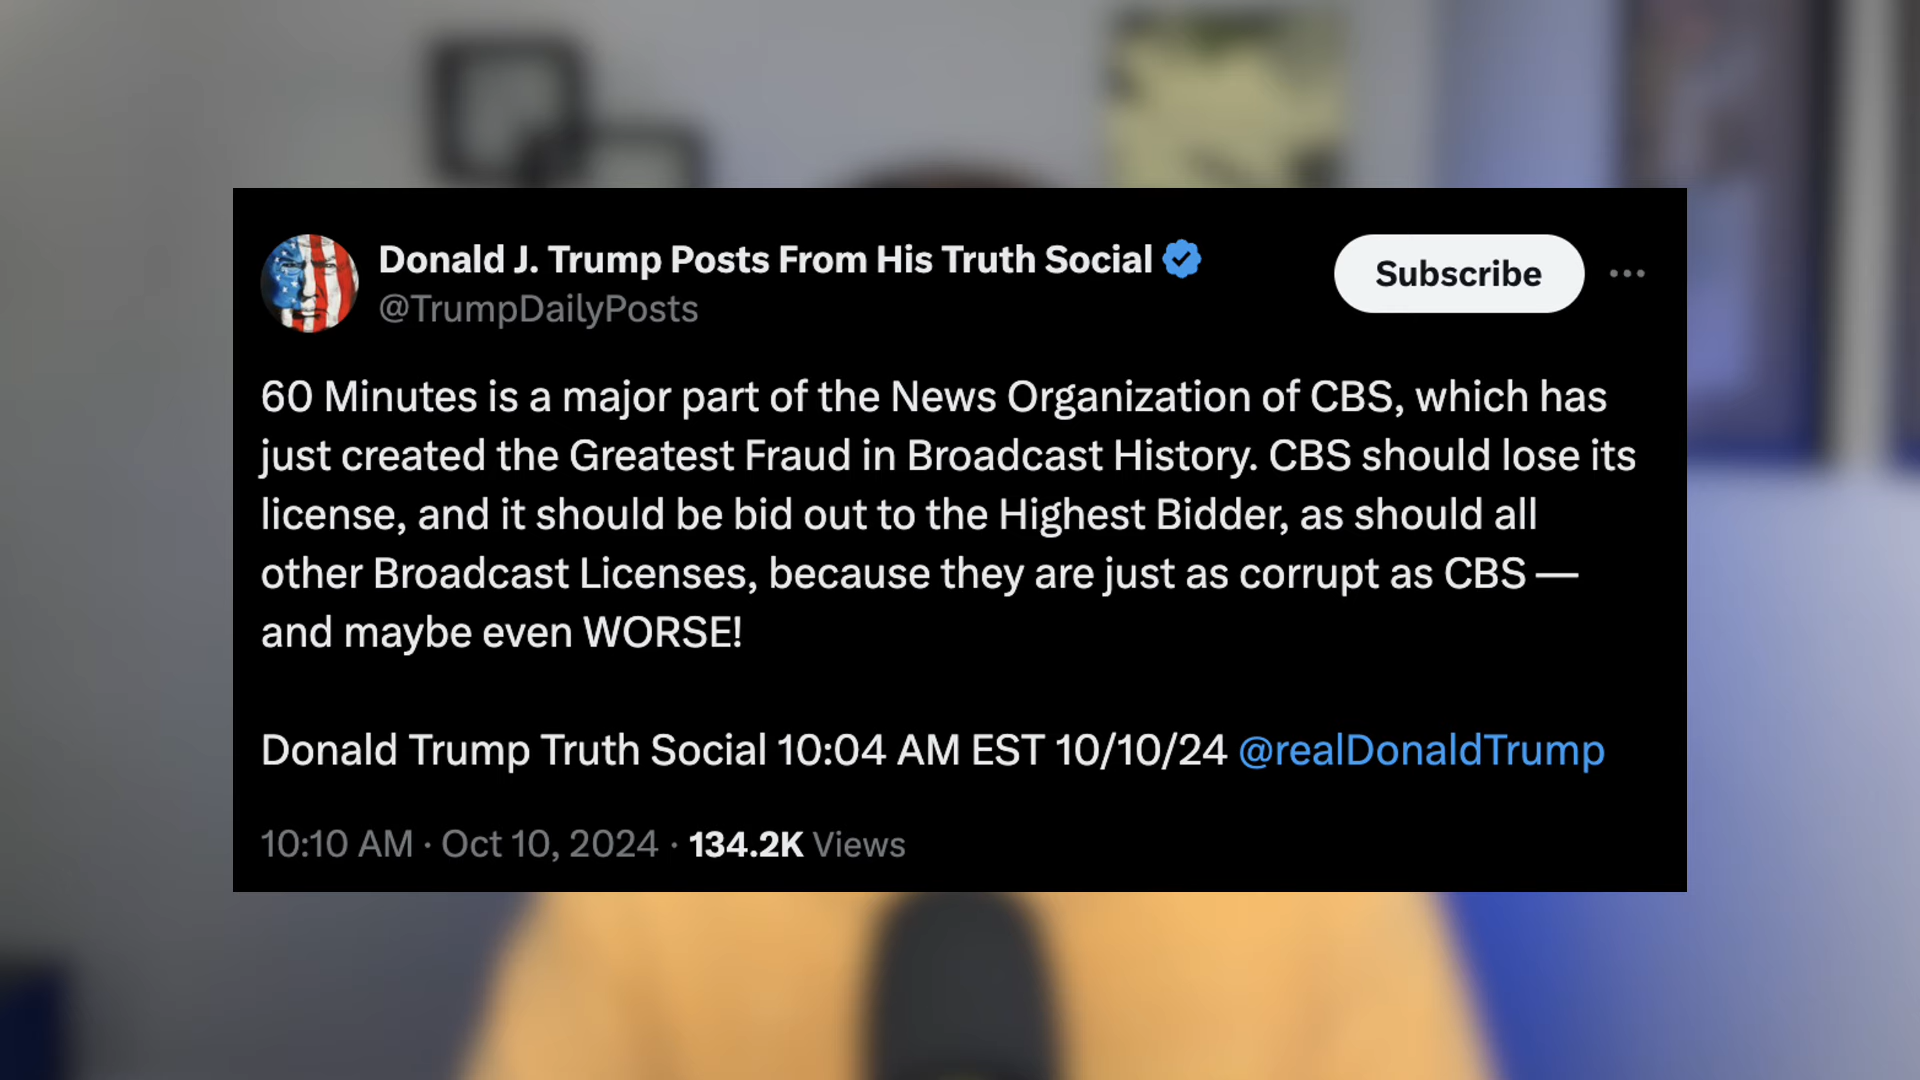 Donald J. Trump Posts From His Truth Social
@TrumpDailyPosts
Subscribe
60 Minutes is a major part of the News Organization of CBS, which has
just created the Greatest Fraud in Broadcast History. CBS should lose its
license, and it should be bid out to the Highest Bidder, as should all
other Broadcast Licenses, because they are just as corrupt as CBS —
and maybe even WORSE!
Donald Trump Truth Social 10:04 AM EST 10/10/24 @realDonaldTrump
10:10 AM · Oct 10, 2024 · 134.2K Views